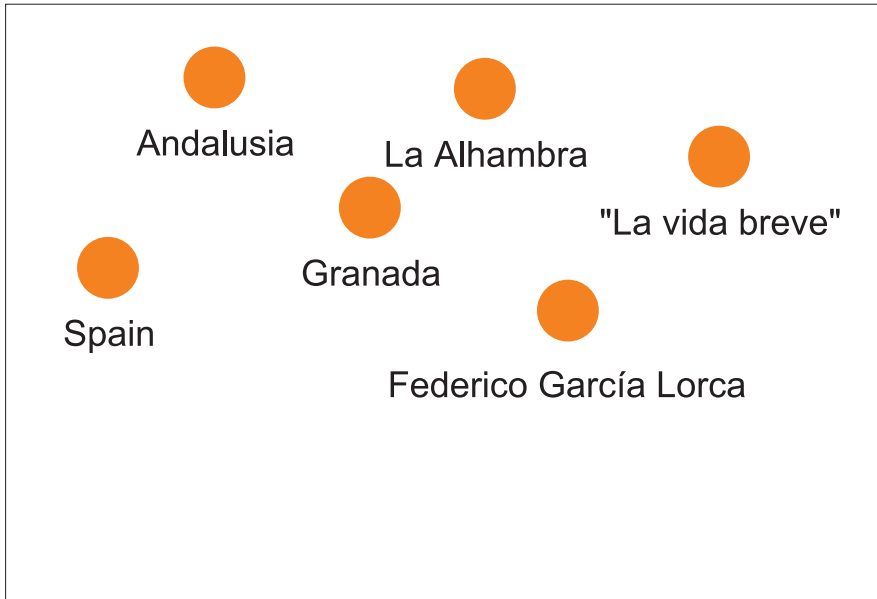 Andalusia
La Alhambra
"La vida breve"
Granada
Spain
Federico García Lorca